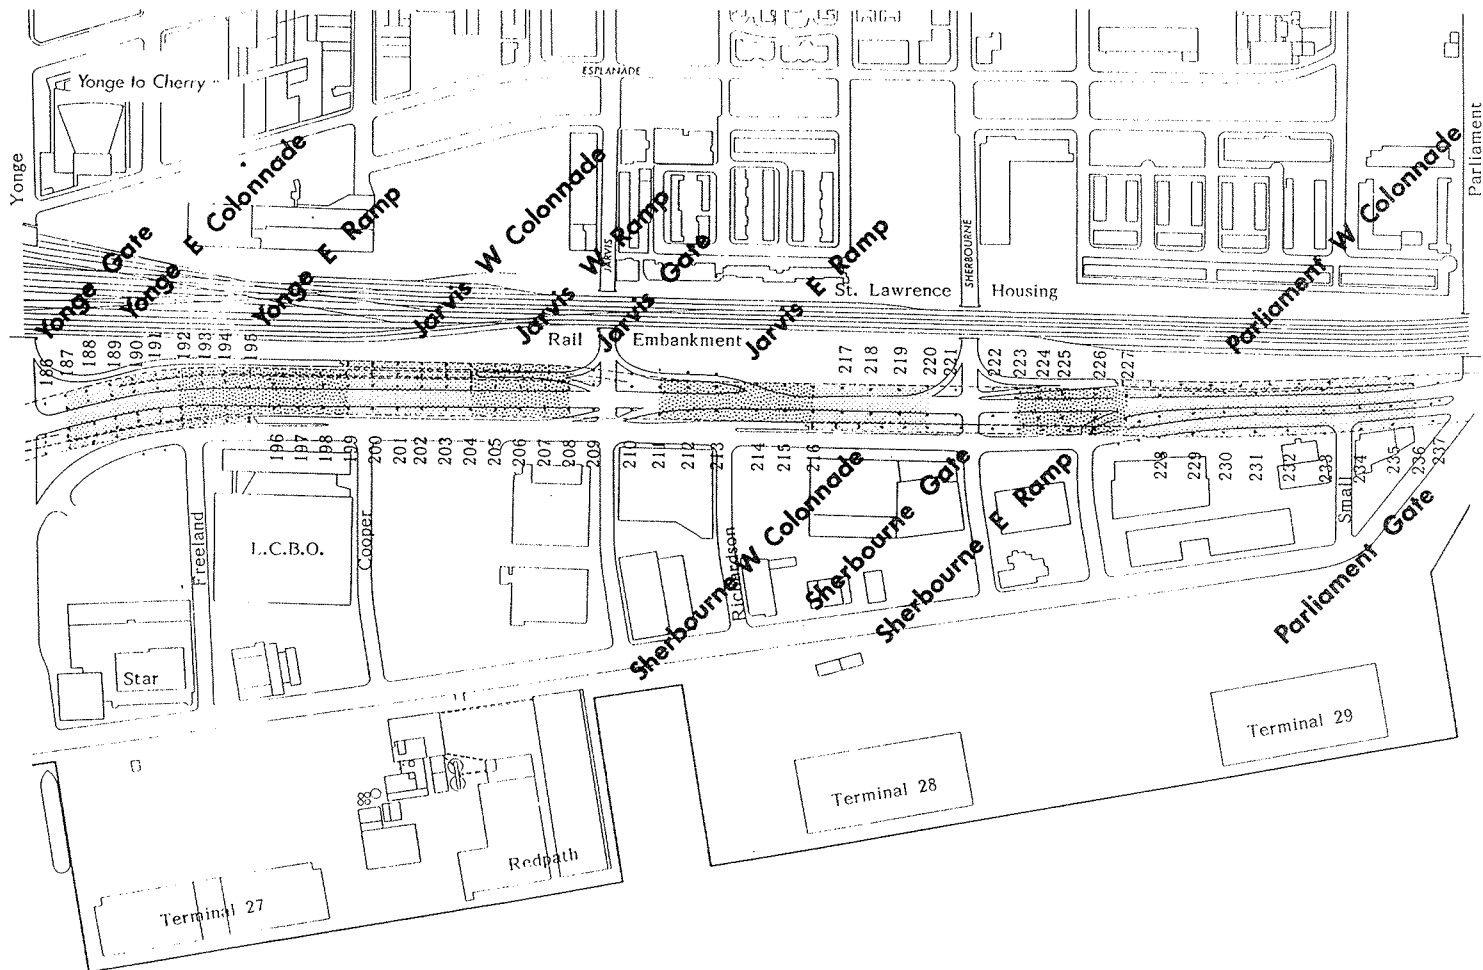 ESPLANADE
Yonge to Cherry
Yonge
Parliament
Yonge Gate
Yonge E Colonnade
Yonge E Ramp
Jarvis W Colonnade
Jarvis W Ramp
JARVIS
Jarvis Gate
Jarvis E Ramp
SHERBOURNE
Parliament W Colonnade
St. Lawrence Housing
Rail Embankment
186
187
188
189
190
191
192
193
194
195
217
218
219
220
221
222
223
224
225
226
227
196
197
198
199
200
201
202
203
204
205
206
207
208
209
210
211
212
213
214
215
216
228
229
230
231
232
233
234
235
236
237
Freeland
L.C.B.O.
Cooper
Richardson
Sherbourne W Colonnade
Sherbourne Gate
Sherbourne E Ramp
Small
Parliament Gate
Star
Terminal 29
Terminal 28
Redpath
Terminal 27